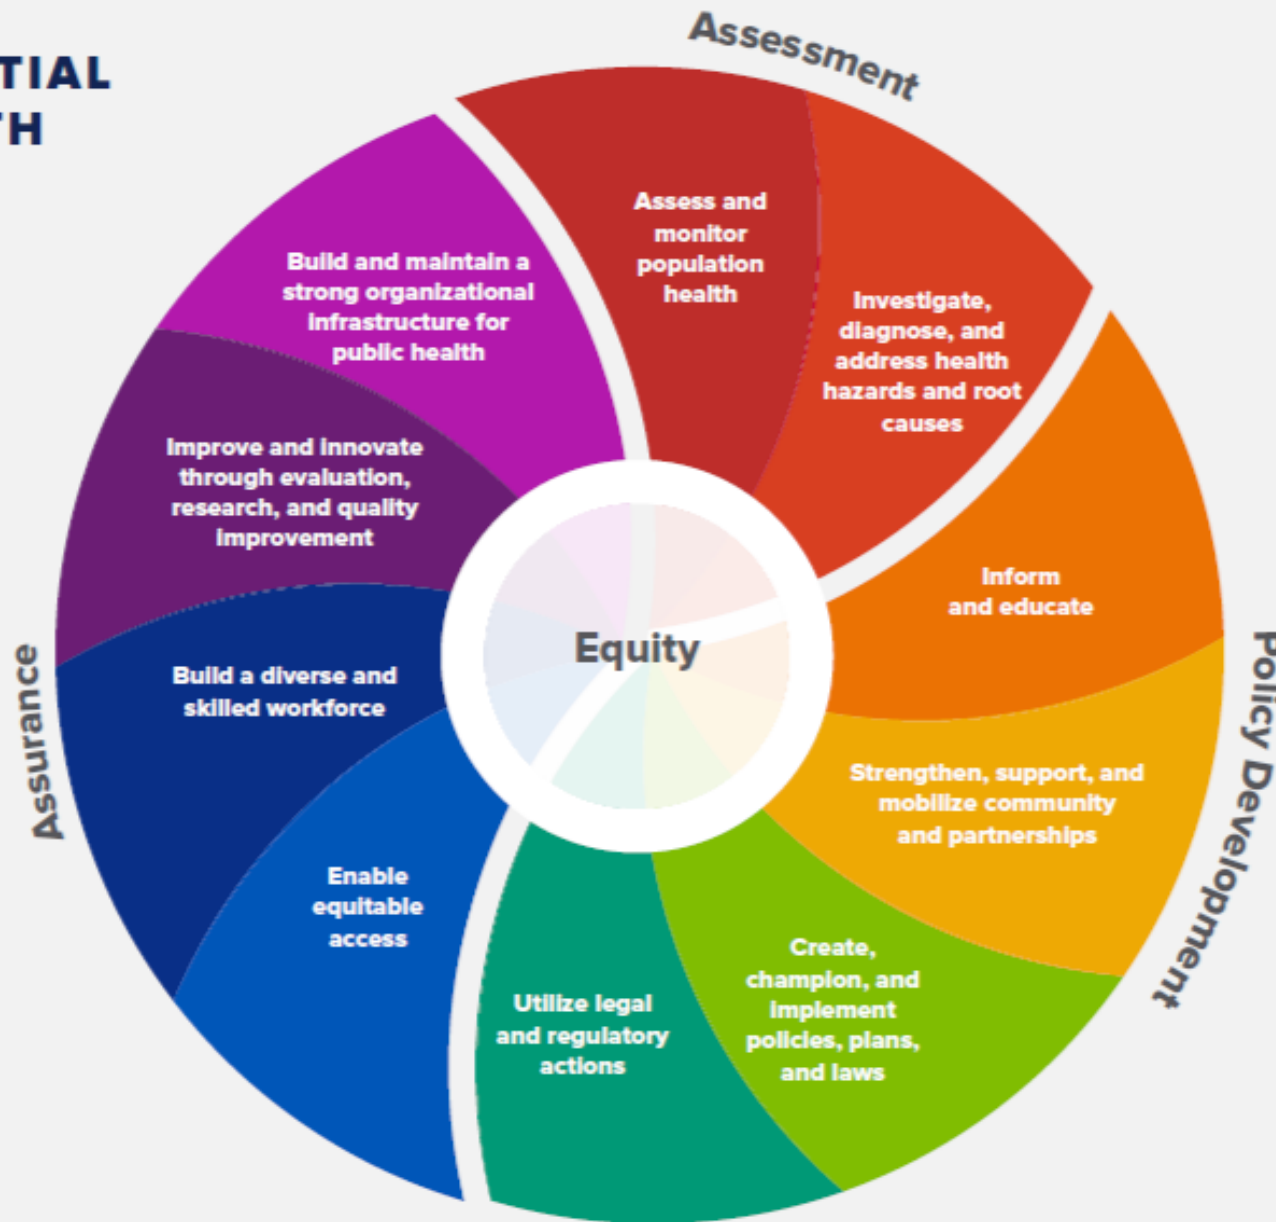 TIAL
TH
Assessment
Assess and
monitor
population
health
Investigate,
diagnose, and
address health
hazards and root
causes
Policy Development
Inform
and educate
Strengthen, support, and
mobilize community
and partnerships
Create,
champion, and
implement
policies, plans,
and laws
Utilize legal
and regulatory
actions
Assurance
Enable
equitable
access
Build a diverse and
skilled workforce
Improve and innovate
through evaluation,
research, and quality
improvement
Build and maintain a
strong organizational
infrastructure for
public health
Equity